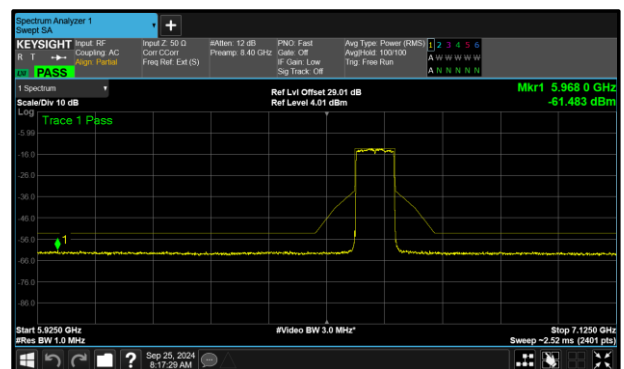 Spectrum Analyzer 1
Swept SA
+
KEYSIGHT Input: RF Input Z: 50 Ω #Atten: 12 dB PNO: Fast Avg Type: Power (RMS) 1 2 3 4 5 6
R T Coupling: AC Corr CCorr Preamp: 8.40 GHz Gate: Off Avg|Hold: 100/100 A W W W W W
Align: Partial Freq Ref: Ext (S) IF Gain: Low Trig: Free Run
PASS Sig Track: Off A N N N N N
1 Spectrum Ref Lvl Offset 29.01 dB Mkr1 5.968 0 GHz
Scale/Div 10 dB Ref Level 4.01 dBm -61.483 dBm
Log
Trace 1 Pass
-5.99
-16.0
-26.0
-36.0
-46.0
1
-56.0
-66.0
-76.0
-86.0
Start 5.9250 GHz #Video BW 3.0 MHz* Stop 7.1250 GHz
#Res BW 1.0 MHz Sweep ~2.52 ms (2401 pts)
? Sep 25, 2024
8:17:29 AM